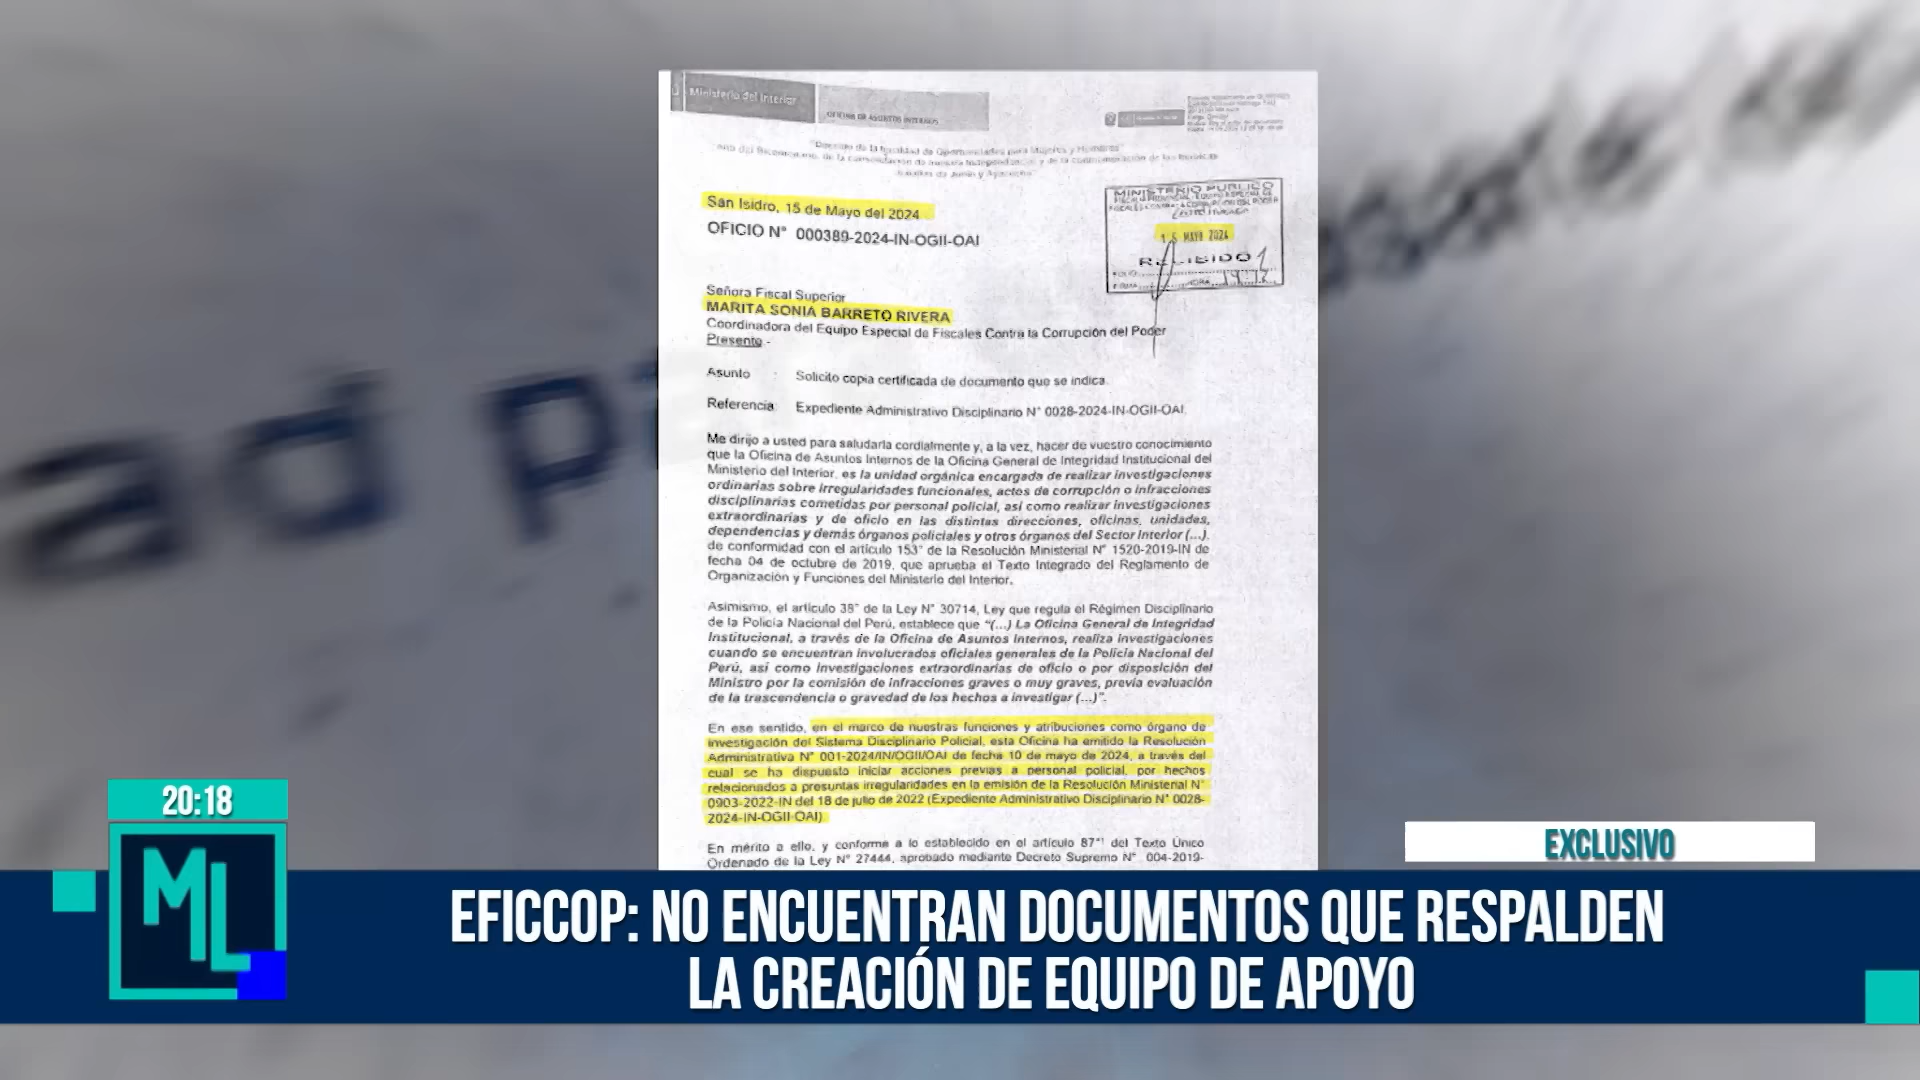 Ministerio del Interior
OFICINA DE ASUNTOS INTERNOS
"Decenio de la Igualdad de Oportunidades para Mujeres y Hombres"
San Isidro, 15 de Mayo del 2024
OFICIO N° 000389-2024-IN-OGII-OAI
MINISTERIO PUBLICO
MAYO 2024
RECIBIDO
Señora Fiscal Superior
MARITA SONIA BARRETO RIVERA
Coordinadora del Equipo Especial de Fiscales Contra la Corrupción del Poder
Presente.-
Asunto : Solicito copia certificada de documento que se indica.
Referencia: Expediente Administrativo Disciplinario N° 0028-2024-IN-OGII-OAI.
Me dirijo a usted para saludarla cordialmente y, a la vez, hacer de vuestro conocimiento
que la Oficina de Asuntos Internos de la Oficina General de Integridad Institucional del
Ministerio del Interior, es la unidad orgánica encargada de realizar investigaciones
ordinarias sobre irregularidades funcionales, actos de corrupción o infracciones
disciplinarias cometidas por personal policial, así como realizar investigaciones
extraordinarias y de oficio en las distintas direcciones, oficinas, unidades,
dependencias y demás órganos policiales y otros órganos del Sector Interior (...),
de conformidad con el artículo 153° de la Resolución Ministerial N° 1520-2019-IN de
fecha 04 de octubre de 2019, que aprueba el Texto Integrado del Reglamento de
Organización y Funciones del Ministerio del Interior.
Asimismo, el artículo 38° de la Ley N° 30714, Ley que regula el Régimen Disciplinario
de la Policía Nacional del Perú, establece que "(...) La Oficina General de Integridad
Institucional, a través de la Oficina de Asuntos Internos, realiza investigaciones
cuando se encuentran involucrados oficiales generales de la Policía Nacional del
Perú, así como investigaciones extraordinarias de oficio o por disposición del
Ministro por la comisión de infracciones graves o muy graves, previa evaluación
de la trascendencia o gravedad de los hechos a investigar (...)".
En ese sentido, en el marco de nuestras funciones y atribuciones como órgano de
investigación del Sistema Disciplinario Policial, esta Oficina ha emitido la Resolución
Administrativa N° 001-2024/IN/OGII/OAI de fecha 10 de mayo de 2024, a través del
cual se ha dispuesto iniciar acciones previas a personal policial, por hechos
relacionados a presuntas irregularidades en la emisión de la Resolución Ministerial N°
0903-2022-IN del 18 de julio de 2022 (Expediente Administrativo Disciplinario N° 0028-
2024-IN-OGII-OAI)
En mérito a ello, y conforme a lo establecido en el artículo 87°¹ del Texto Único
Ordenado de la Ley N° 27444, aprobado mediante Decreto Supremo N° 004-2019-
ad p
20:18
ML
EXCLUSIVO
EFICCOP: NO ENCUENTRAN DOCUMENTOS QUE RESPALDEN
LA CREACIÓN DE EQUIPO DE APOYO